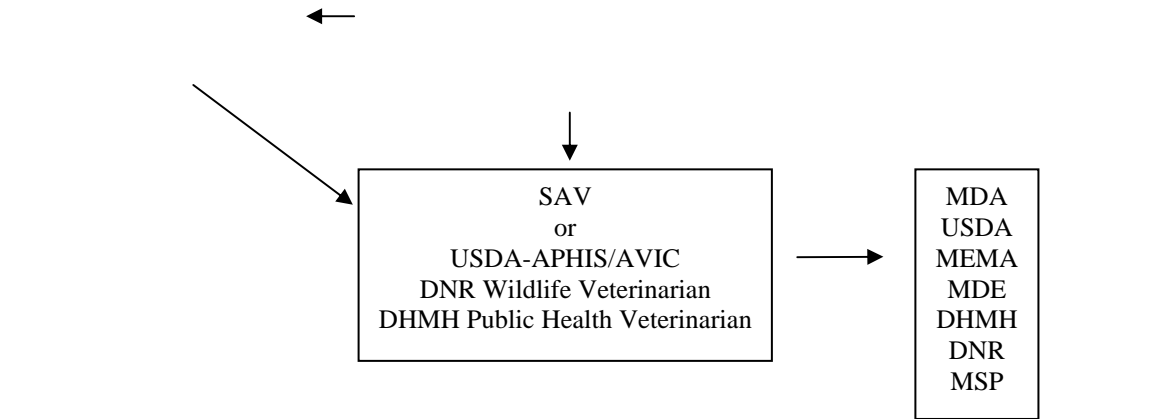 SAV
or
USDA-APHIS/AVIC
DNR Wildlife Veterinarian
DHMH Public Health Veterinarian
MDA
USDA
MEMA
MDE
DHMH
DNR
MSP